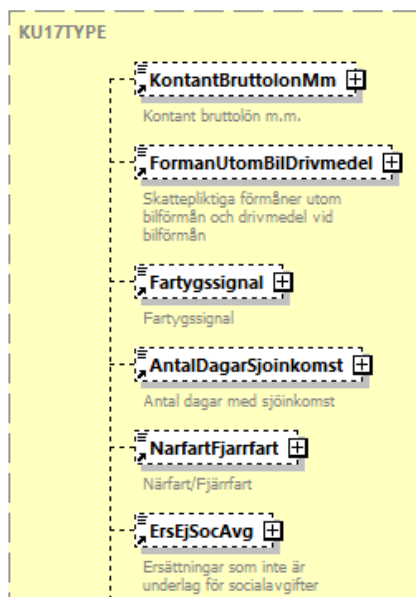 KU17TYPE
KontantBruttolonMm
Kontant bruttolön m.m.
FormanUtomBilDrivmedel
Skattepliktiga förmåner utom
bilförmån och drivmedel vid
bilförmån
Fartygssignal
Fartygssignal
AntalDagarSjoinkomst
Antal dagar med sjöinkomst
NarfartFjarrfart
Närfart/Fjärrfart
ErsEjSocAvg
Ersättningar som inte är
underlag för socialavgifter